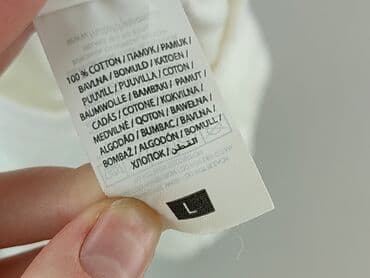 100 % COTTON / ПАМУК / PAMUK /
BAVLNA / BOMULD / KATOEN /
PUUVILL / PUUVILLA / COTON /
BAUMWOLLE / ΒΑΜΒΑΚΙ / PAMUT /
CADÁS / COTONE / KOKVILNA /
MEDVILNĖ / QOTON / BAWEŁNA /
ALGODÃO / BUMBAC / BAVLNA /
BOMBAŽ / ALGODÓN / BOMULL /
ХЛОПОК / القطن /
L